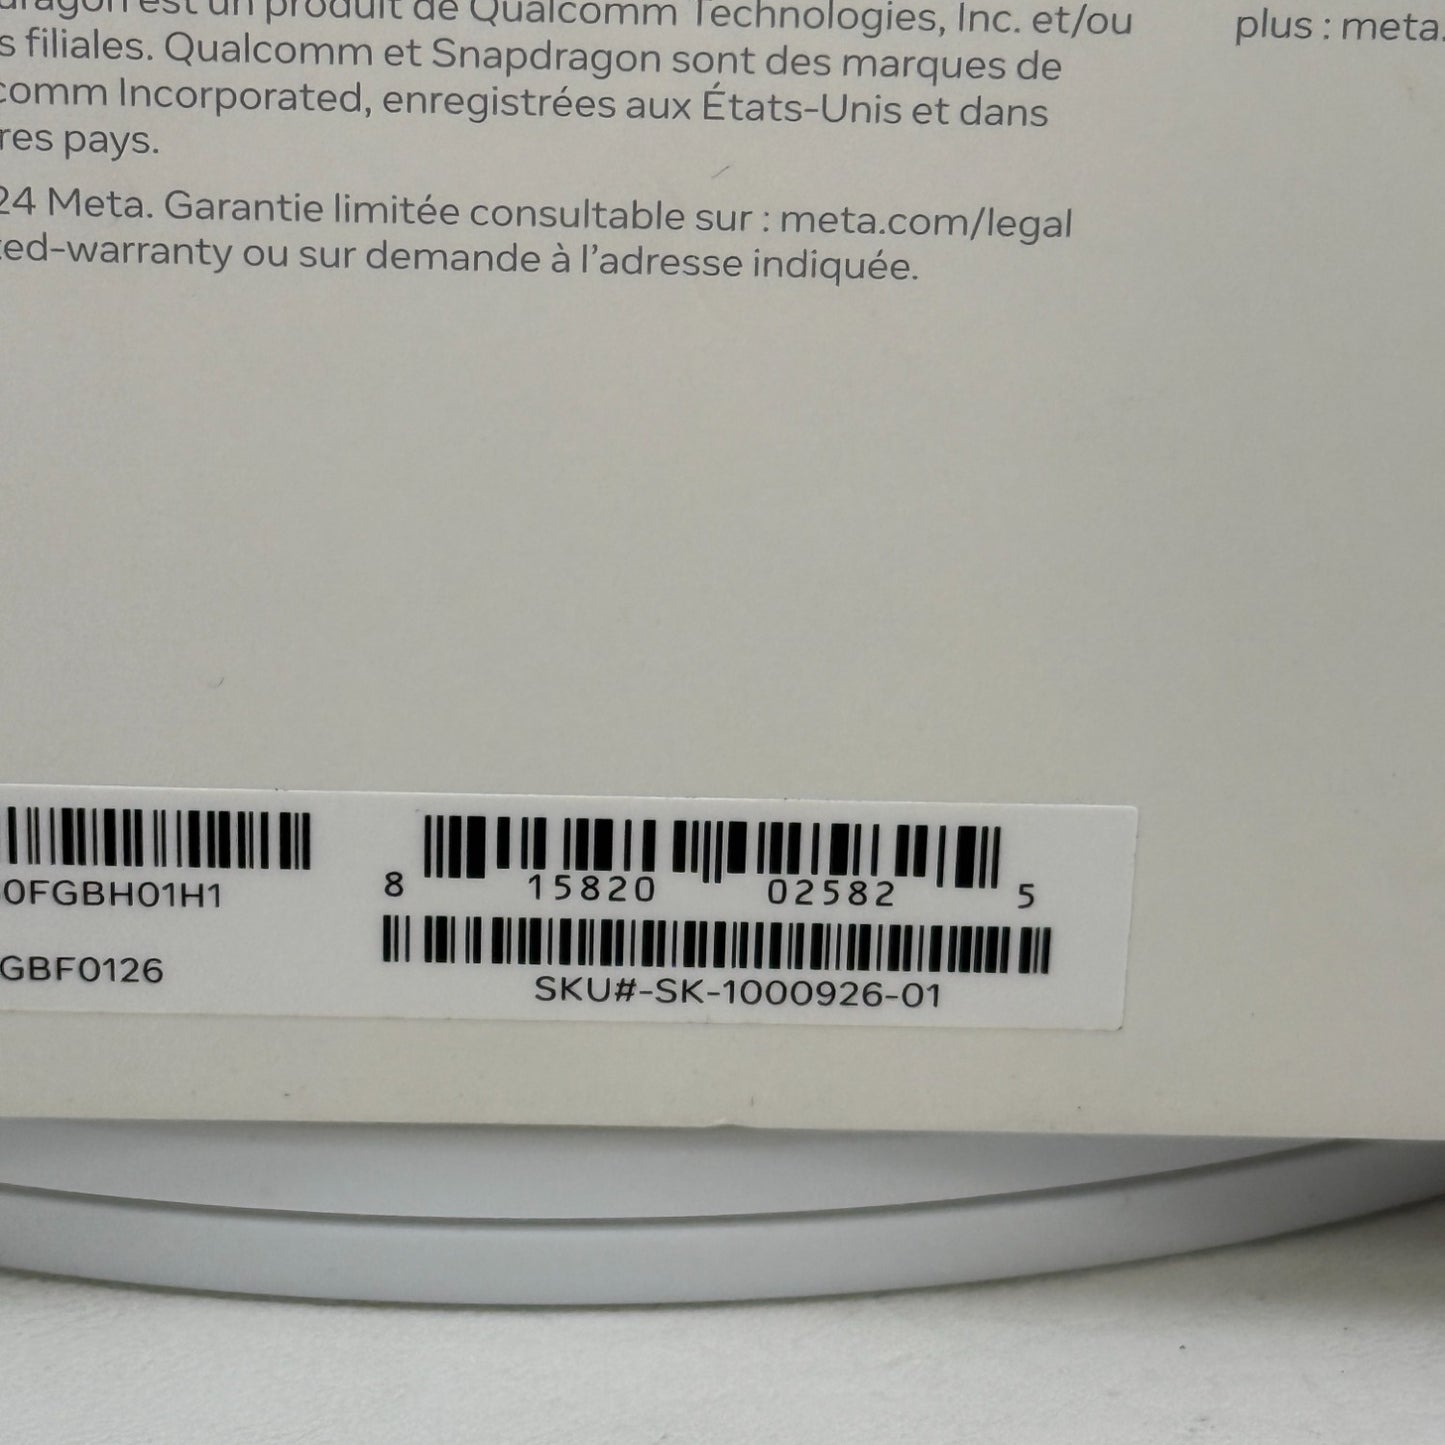 dragon est un produit de Qualcomm Technologies, Inc. et/ou
s filiales. Qualcomm et Snapdragon sont des marques de
comm Incorporated, enregistrées aux États-Unis et dans
res pays.
24 Meta. Garantie limitée consultable sur : meta.com/legal
ted-warranty ou sur demande à l’adresse indiquée.
plus : meta.
0FGBH01H1
GBF0126
8 15820 02582 5
SKU#-SK-1000926-01